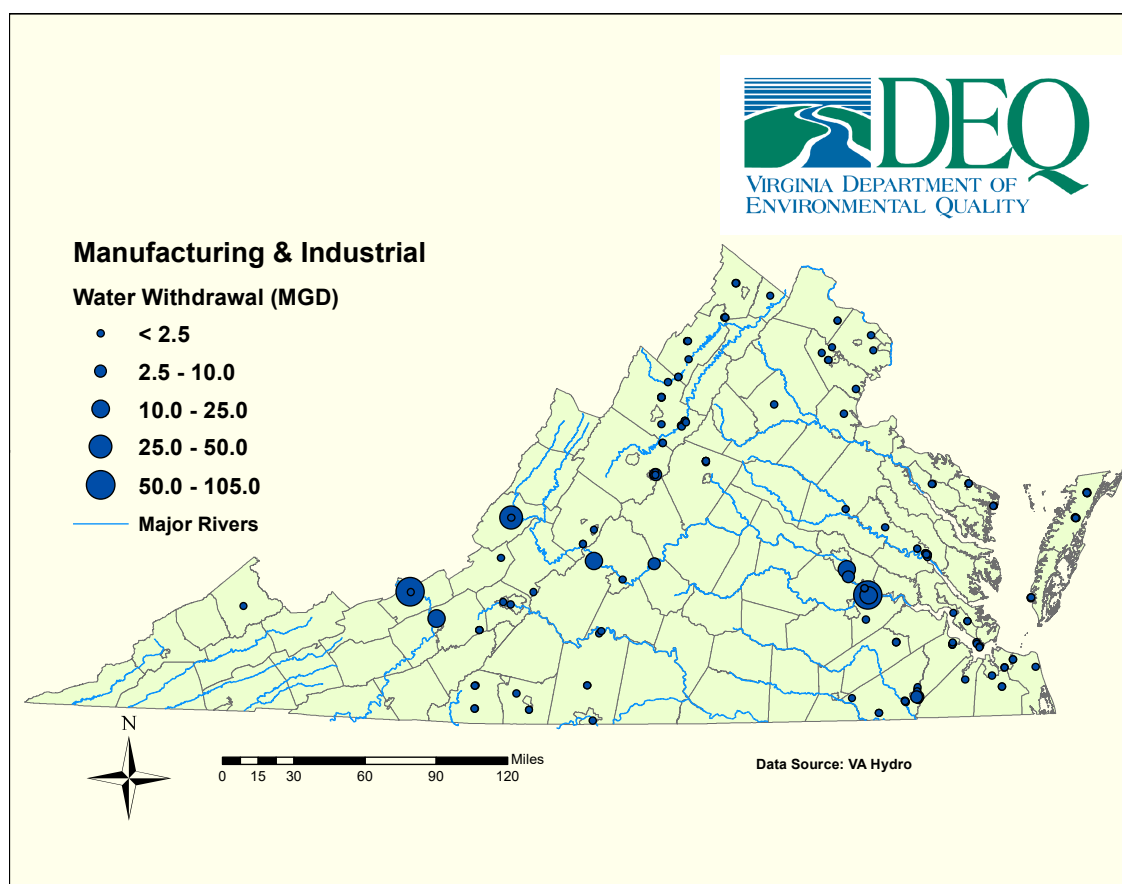 DEQ
VIRGINIA DEPARTMENT OF
ENVIRONMENTAL QUALITY
Manufacturing & Industrial
Water Withdrawal (MGD)
< 2.5
2.5 - 10.0
10.0 - 25.0
25.0 - 50.0
50.0 - 105.0
Major Rivers
N
Miles
0 15 30 60 90 120
Data Source: VA Hydro